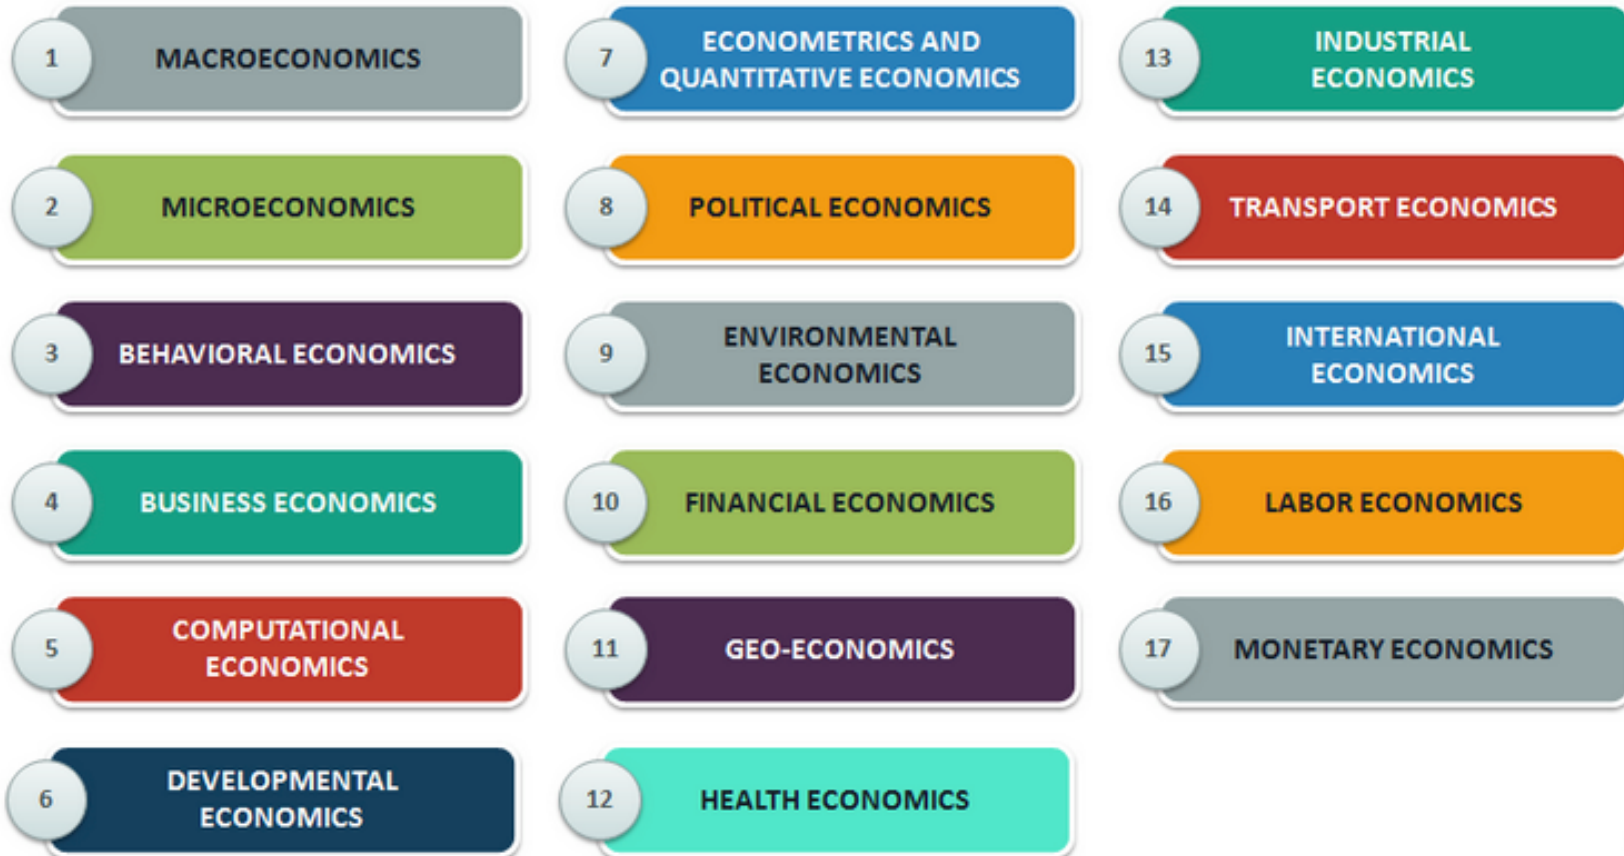 1
MACROECONOMICS
2
MICROECONOMICS
3
BEHAVIORAL ECONOMICS
4
BUSINESS ECONOMICS
5
COMPUTATIONAL
ECONOMICS
6
DEVELOPMENTAL
ECONOMICS
7
ECONOMETRICS AND
QUANTITATIVE ECONOMICS
8
POLITICAL ECONOMICS
9
ENVIRONMENTAL
ECONOMICS
10
FINANCIAL ECONOMICS
11
GEO-ECONOMICS
12
HEALTH ECONOMICS
13
INDUSTRIAL
ECONOMICS
14
TRANSPORT ECONOMICS
15
INTERNATIONAL
ECONOMICS
16
LABOR ECONOMICS
17
MONETARY ECONOMICS